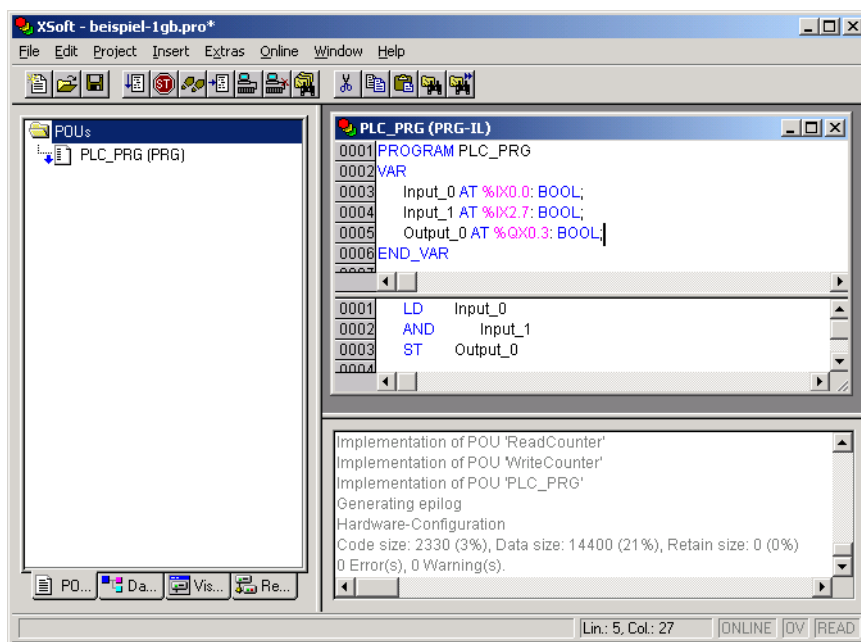 XSoft - beispiel-1gb.pro*
File Edit Project Insert Extras Online Window Help
ST
POUs
PLC_PRG (PRG)
PLC_PRG (PRG-IL)
0001 PROGRAM PLC_PRG
0002 VAR
0003 Input_0 AT %IX0.0: BOOL;
0004 Input_1 AT %IX2.7: BOOL;
0005 Output_0 AT %QX0.3: BOOL;
0006 END_VAR
0007
0001 LD Input_0
0002 AND Input_1
0003 ST Output_0
0004
Implementation of POU 'ReadCounter'
Implementation of POU 'WriteCounter'
Implementation of POU 'PLC_PRG'
Generating epilog
Hardware-Configuration
Code size: 2330 (3%), Data size: 14400 (21%), Retain size: 0 (0%)
0 Error(s), 0 Warning(s).
PO... Da... Vis... Re...
Lin.: 5, Col.: 27 ONLINE OV READ